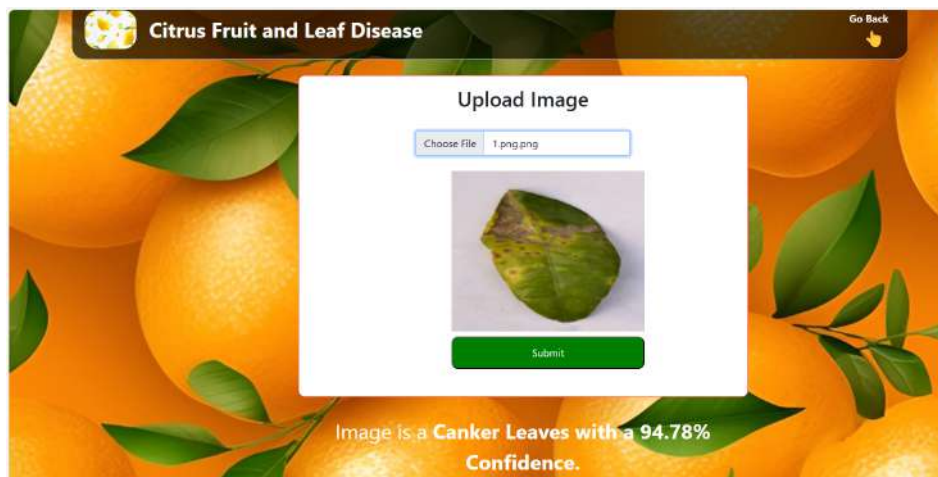 Citrus Fruit and Leaf Disease
Go Back
Upload Image
Choose File 1.png.png
Submit
Image is a Canker Leaves with a 94.78%
Confidence.